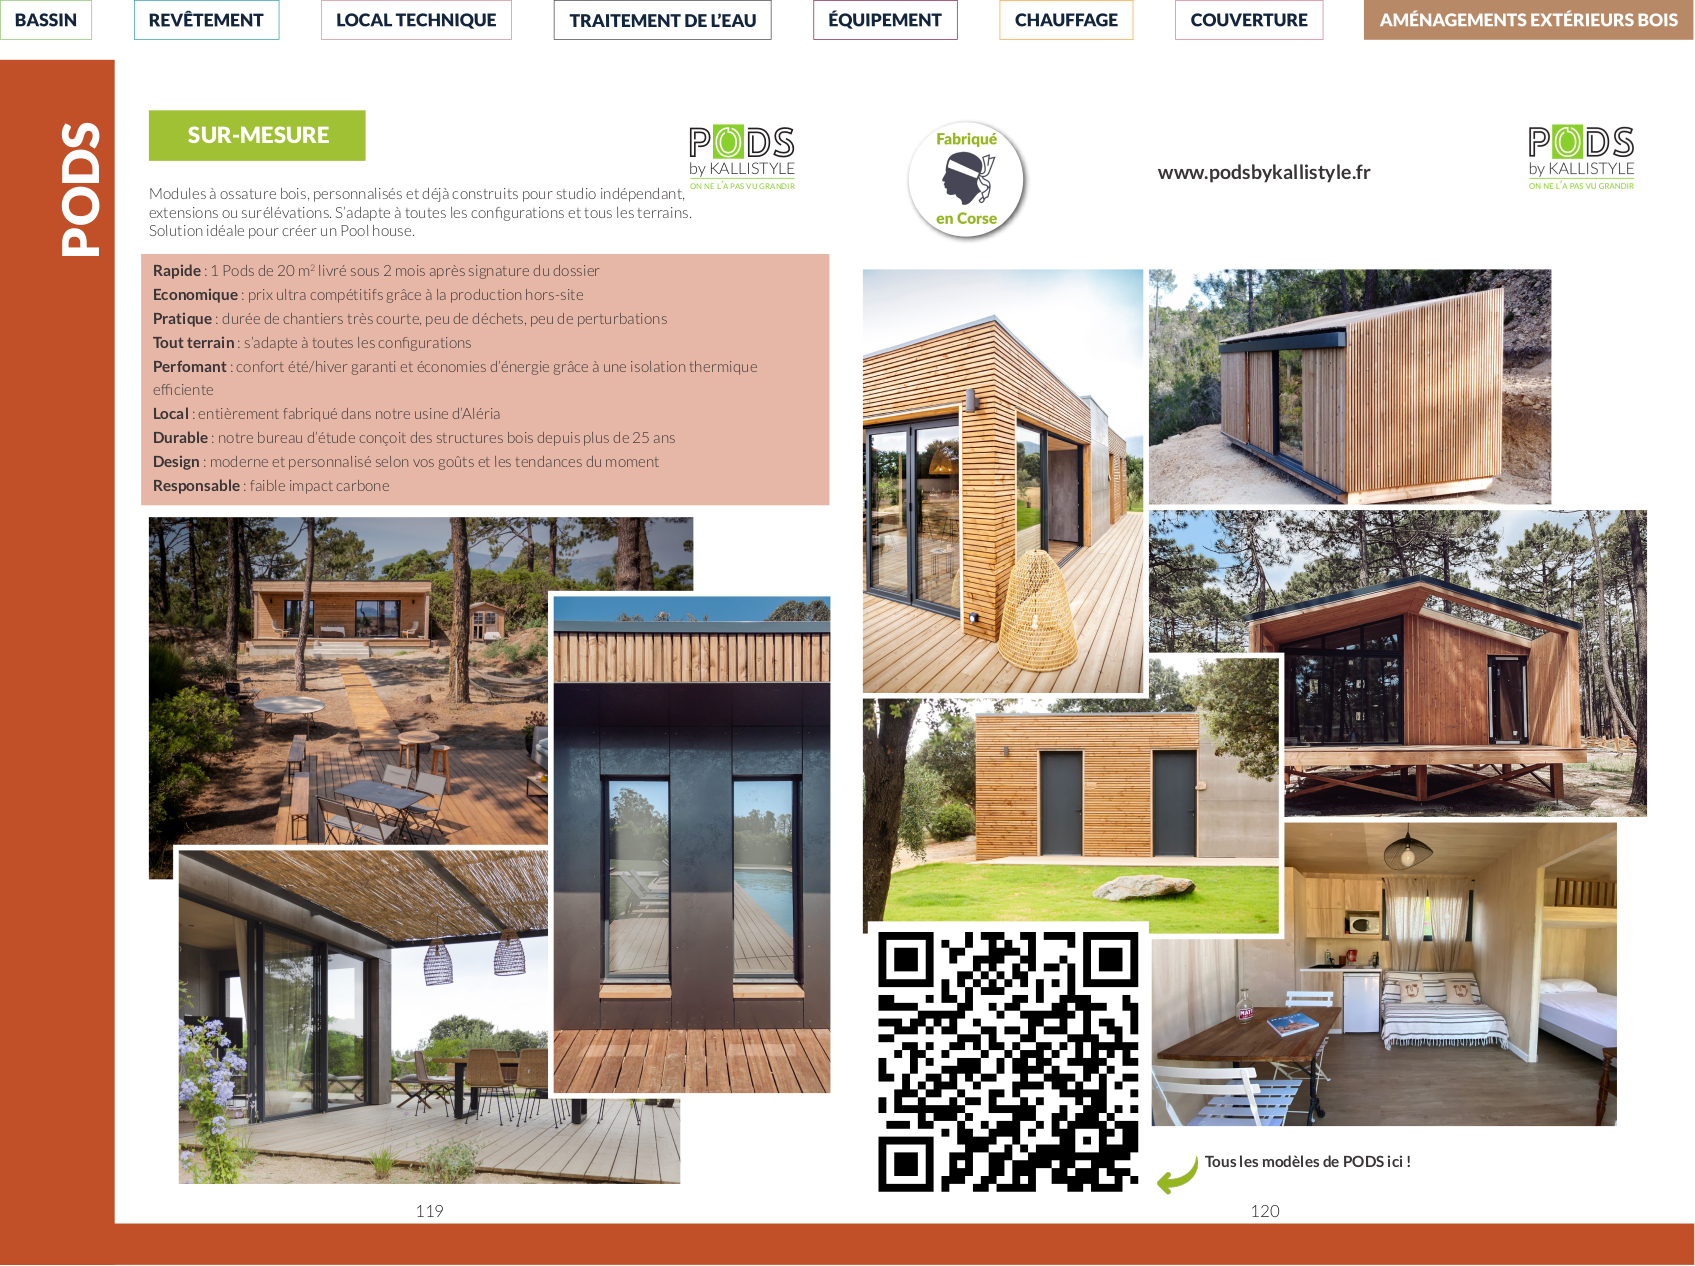 BASSIN
REVÊTEMENT
LOCAL TECHNIQUE
TRAITEMENT DE L'EAU
ÉQUIPEMENT
CHAUFFAGE
COUVERTURE
AMÉNAGEMENTS EXTÉRIEURS BOIS
PODS
SUR-MESURE
PODS
by KALLISTYLE
ON NE L'A PAS VU GRANDIR
Modules à ossature bois, personnalisés et déjà construits pour studio indépendant,
extensions ou surélévations. S'adapte à toutes les configurations et tous les terrains.
Solution idéale pour créer un Pool house.
Rapide : 1 Pods de 20 m² livré sous 2 mois après signature du dossier
Economique : prix ultra compétitifs grâce à la production hors-site
Pratique : durée de chantiers très courte, peu de déchets, peu de perturbations
Tout terrain : s'adapte à toutes les configurations
Perfomant : confort été/hiver garanti et économies d'énergie grâce à une isolation thermique
efficiente
Local : entièrement fabriqué dans notre usine d'Aléria
Durable : notre bureau d'étude conçoit des structures bois depuis plus de 25 ans
Design : moderne et personnalisé selon vos goûts et les tendances du moment
Responsable : faible impact carbone
119
Fabriqué
en Corse
www.podsbykallistyle.fr
PODS
by KALLISTYLE
ON NE L'A PAS VU GRANDIR
Tous les modèles de PODS ici !
120